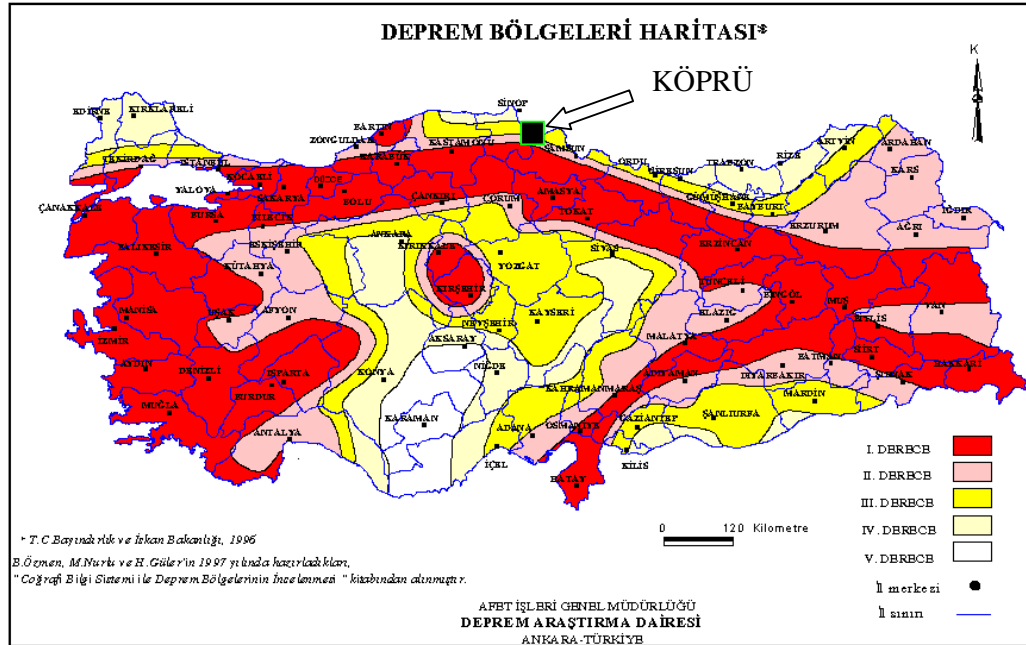 DEPREM BÖLGELERİ HARİTASI*
K
KÖPRÜ
SİNOP
EDİRNE
KIRKLARELİ
BARTIN
ZONGULDAK
KASTAMONU
SAMSUN
ARTVİN
ARDAHAN
TEKİRDAĞ
İSTANBUL
KARABÜK
ORDU
GİRESUN
TRABZON
RİZE
KARS
YALOVA
KOCAELİ
SAKARYA
DÜZCE
BOLU
ÇANKIRI
ÇORUM
AMASYA
TOKAT
GÜMÜŞHANE
BAYBURT
IĞDIR
ÇANAKKALE
BURSA
BİLECİK
ERZURUM
AĞRI
BALIKESİR
ESKİŞEHİR
ANKARA
KIRIKKALE
YOZGAT
SİVAS
ERZİNCAN
KÜTAHYA
KIRŞEHİR
TUNCELİ
BİNGÖL
MUŞ
VAN
MANİSA
UŞAK
AFYON
NEVŞEHİR
KAYSERİ
ELAZIĞ
BİTLİS
İZMİR
AKSARAY
MALATYA
SİİRT
AYDIN
DENİZLİ
ISPARTA
KONYA
NİĞDE
KAHRAMANMARAŞ
ADIYAMAN
DİYARBAKIR
BATMAN
ŞIRNAK
HAKKARİ
BURDUR
MUĞLA
KARAMAN
ADANA
OSMANİYE
GAZİANTEP
ŞANLIURFA
MARDİN
ANTALYA
İÇEL
KİLİS
HATAY
I. DERECE
II. DERECE
III. DERECE
IV. DERECE
V. DERECE
İl merkezi
İl sınırı
0 120 Kilometre
* T.C.Bayındırlık ve İskan Bakanlığı, 1996
B.Özmen, M.Nurlu ve H.Güler'in 1997 yılında hazırladıkları,
" Coğrafi Bilgi Sistemi ile Deprem Bölgelerinin İncelenmesi " kitabından alınmıştır.
AFET İŞLERİ GENEL MÜDÜRLÜĞÜ
DEPREM ARAŞTIRMA DAİRESİ
ANKARA-TÜRKİYE